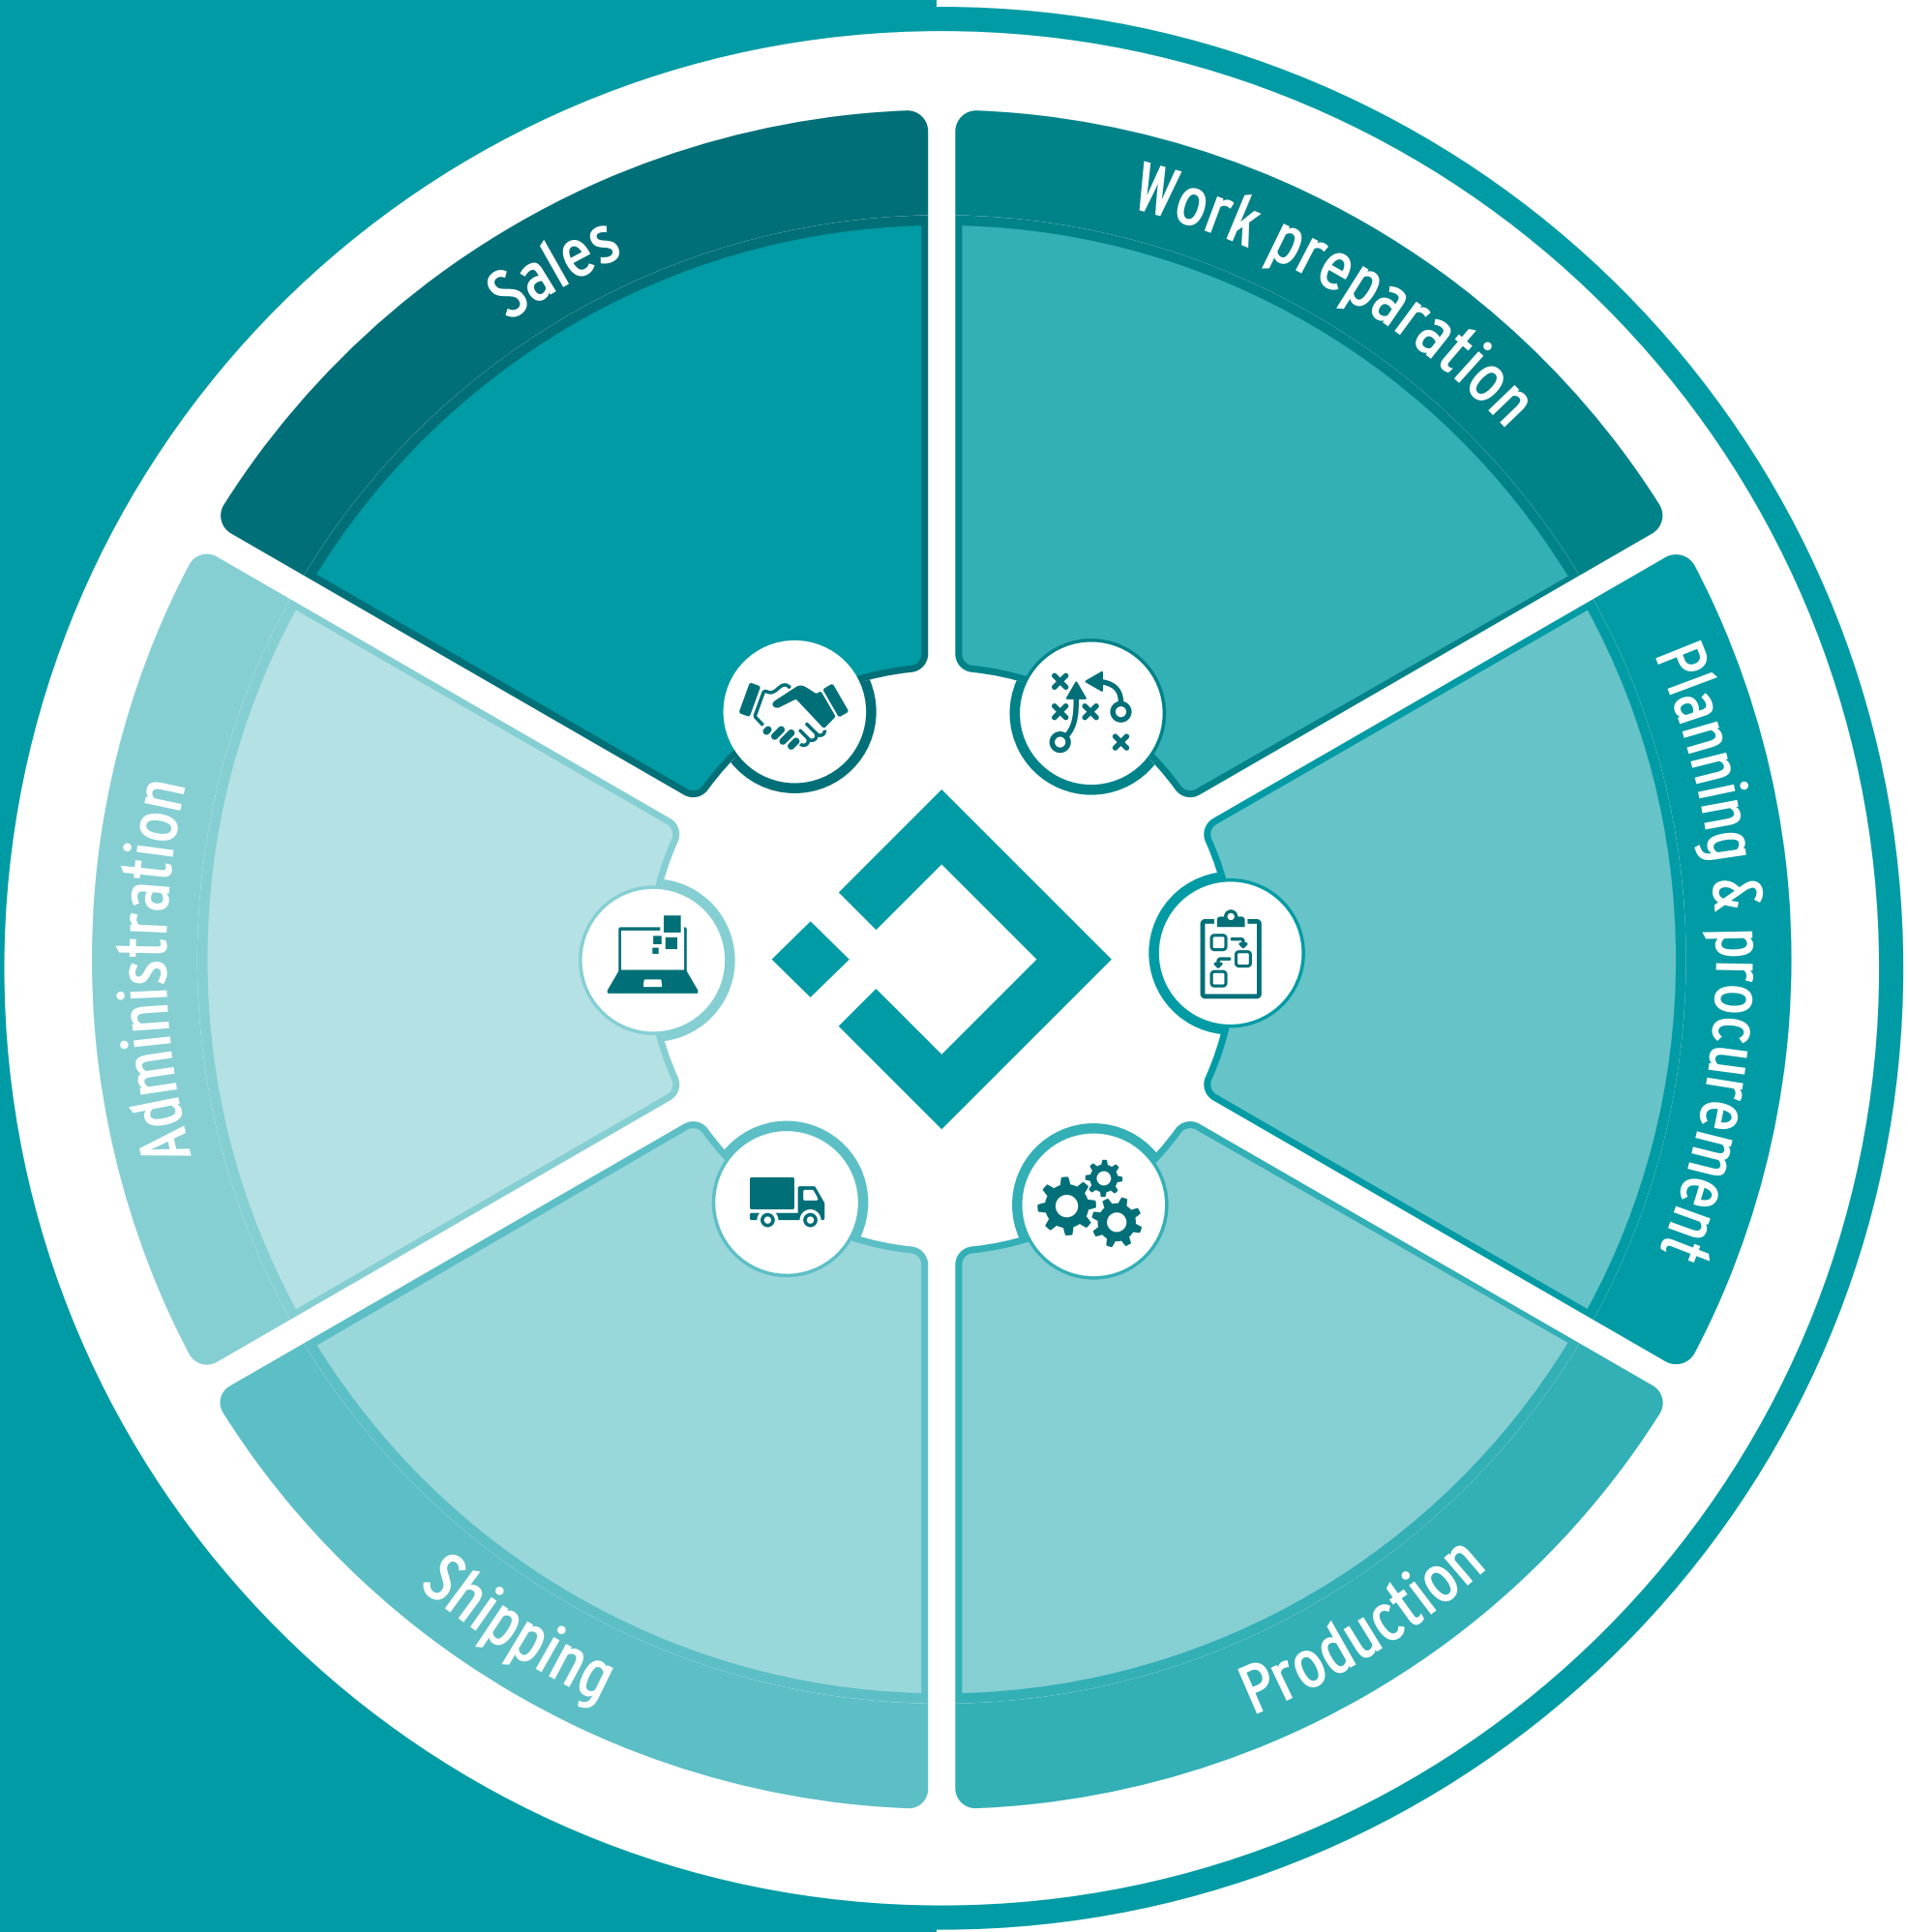 Sales
Work preparation
Planning & procurement
Production
Shipping
Administration